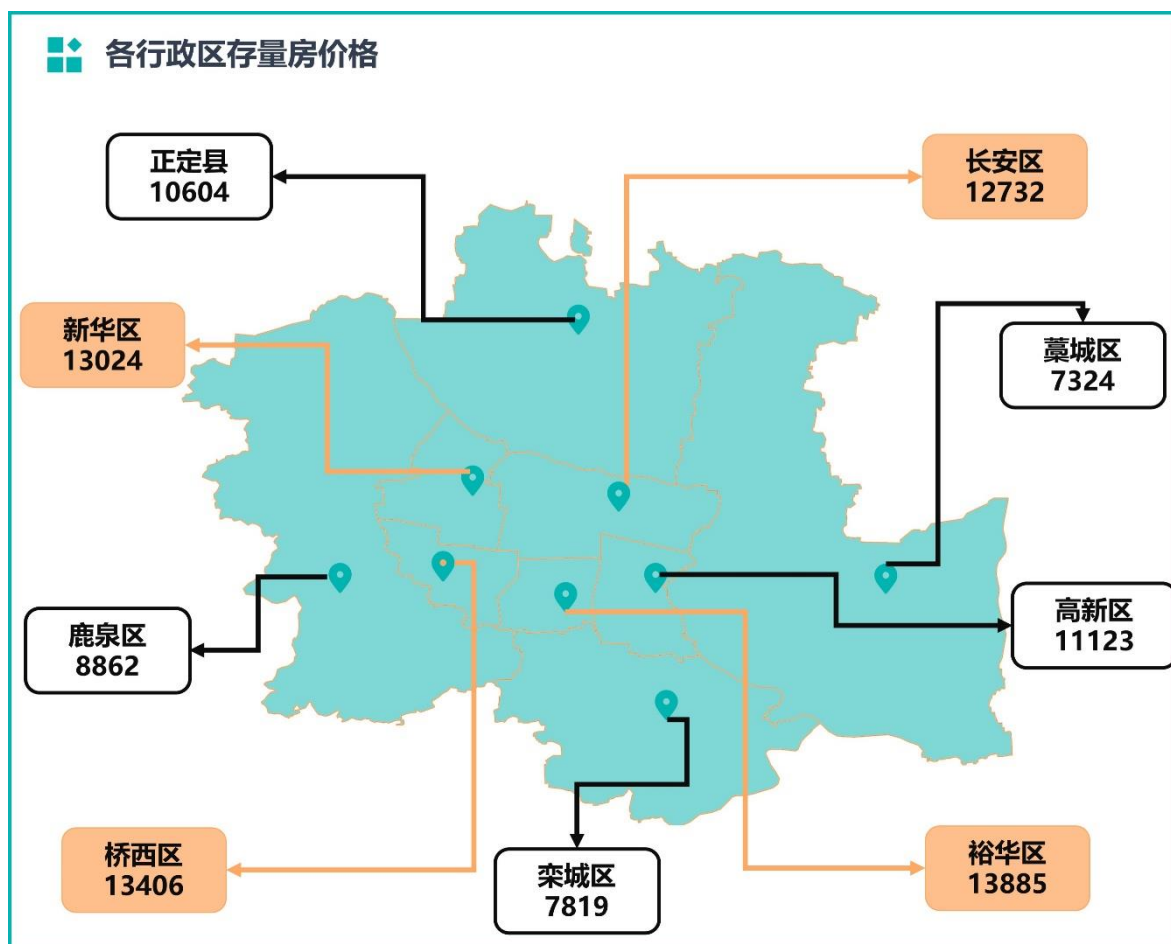 各行政区存量房价格
正定县
10604
长安区
12732
新华区
13024
藁城区
7324
鹿泉区
8862
高新区
11123
桥西区
13406
栾城区
7819
裕华区
13885